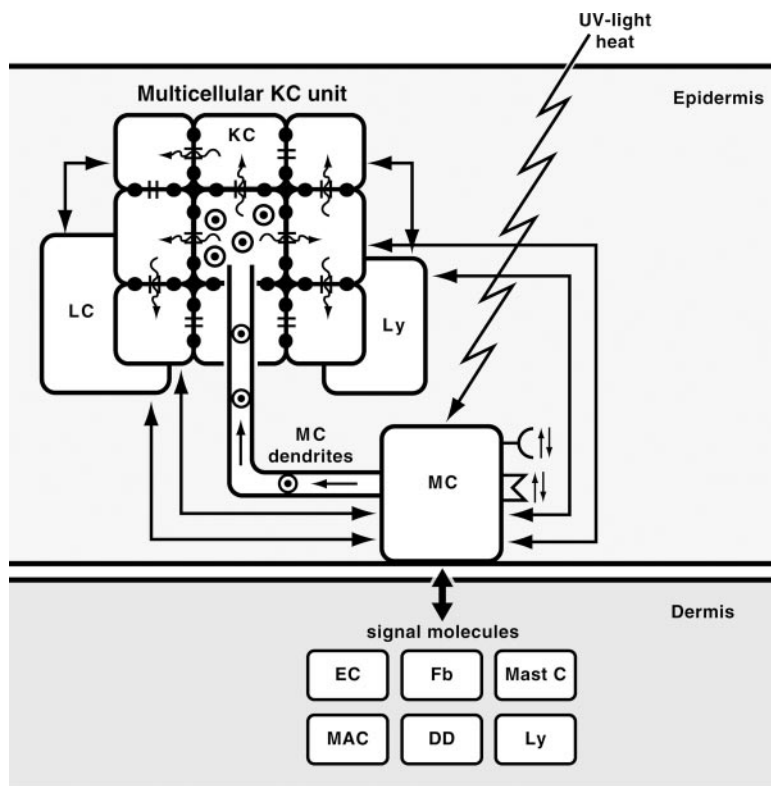 UV-light
heat
Multicellular KC unit
Epidermis
KC
LC
Ly
MC
dendrites
MC
Dermis
signal molecules
EC
Fb
Mast C
MAC
DD
Ly